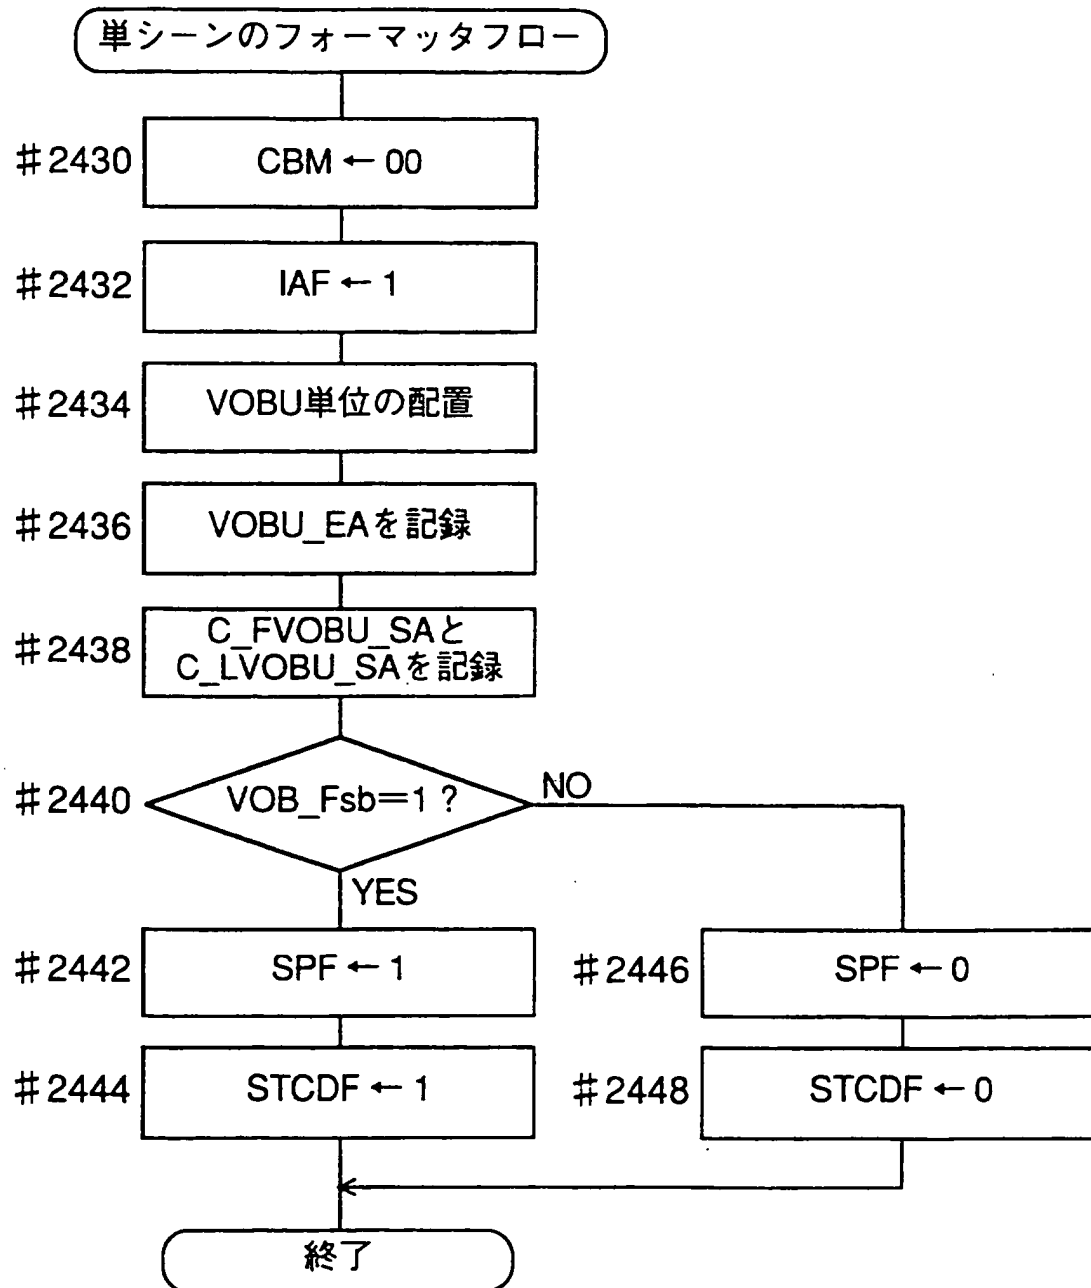 単シーンのフォーマッタフロー
#2430
CBM ← 00
#2432
IAF ← 1
#2434
VOBU単位の配置
#2436
VOBU_EAを記録
#2438
C_FVOBU_SAと
C_LVOBU_SAを記録
#2440
VOB_Fsb=1 ?
NO
YES
#2442
SPF ← 1
#2446
SPF ← 0
#2444
STCDF ← 1
#2448
STCDF ← 0
終了